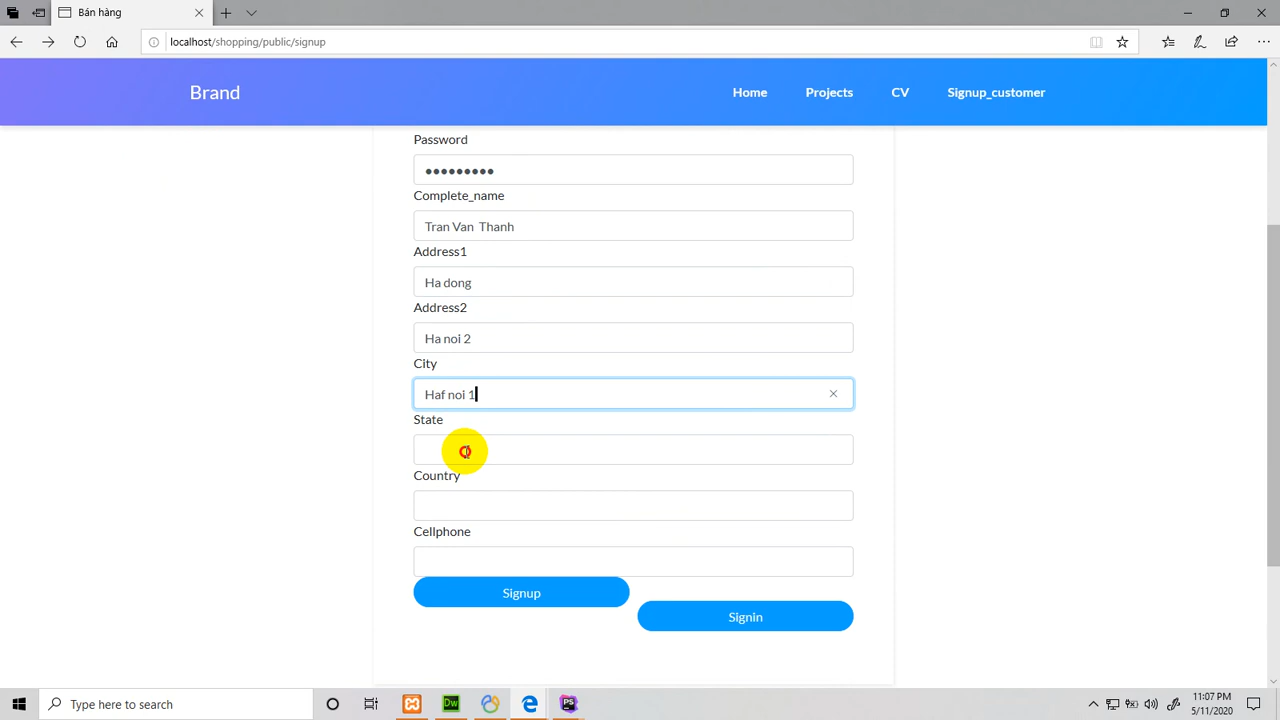 Bán hàng
localhost/shopping/public/signup
Brand
Home
Projects
CV
Signup_customer
Password
•••••••••
Complete_name
Tran Van  Thanh
Address1
Ha dong
Address2
Ha noi 2
City
Haf noi 1
State
Country
Cellphone
Signup
Signin
Type here to search
Dw
PS
11:07 PM
5/11/2020